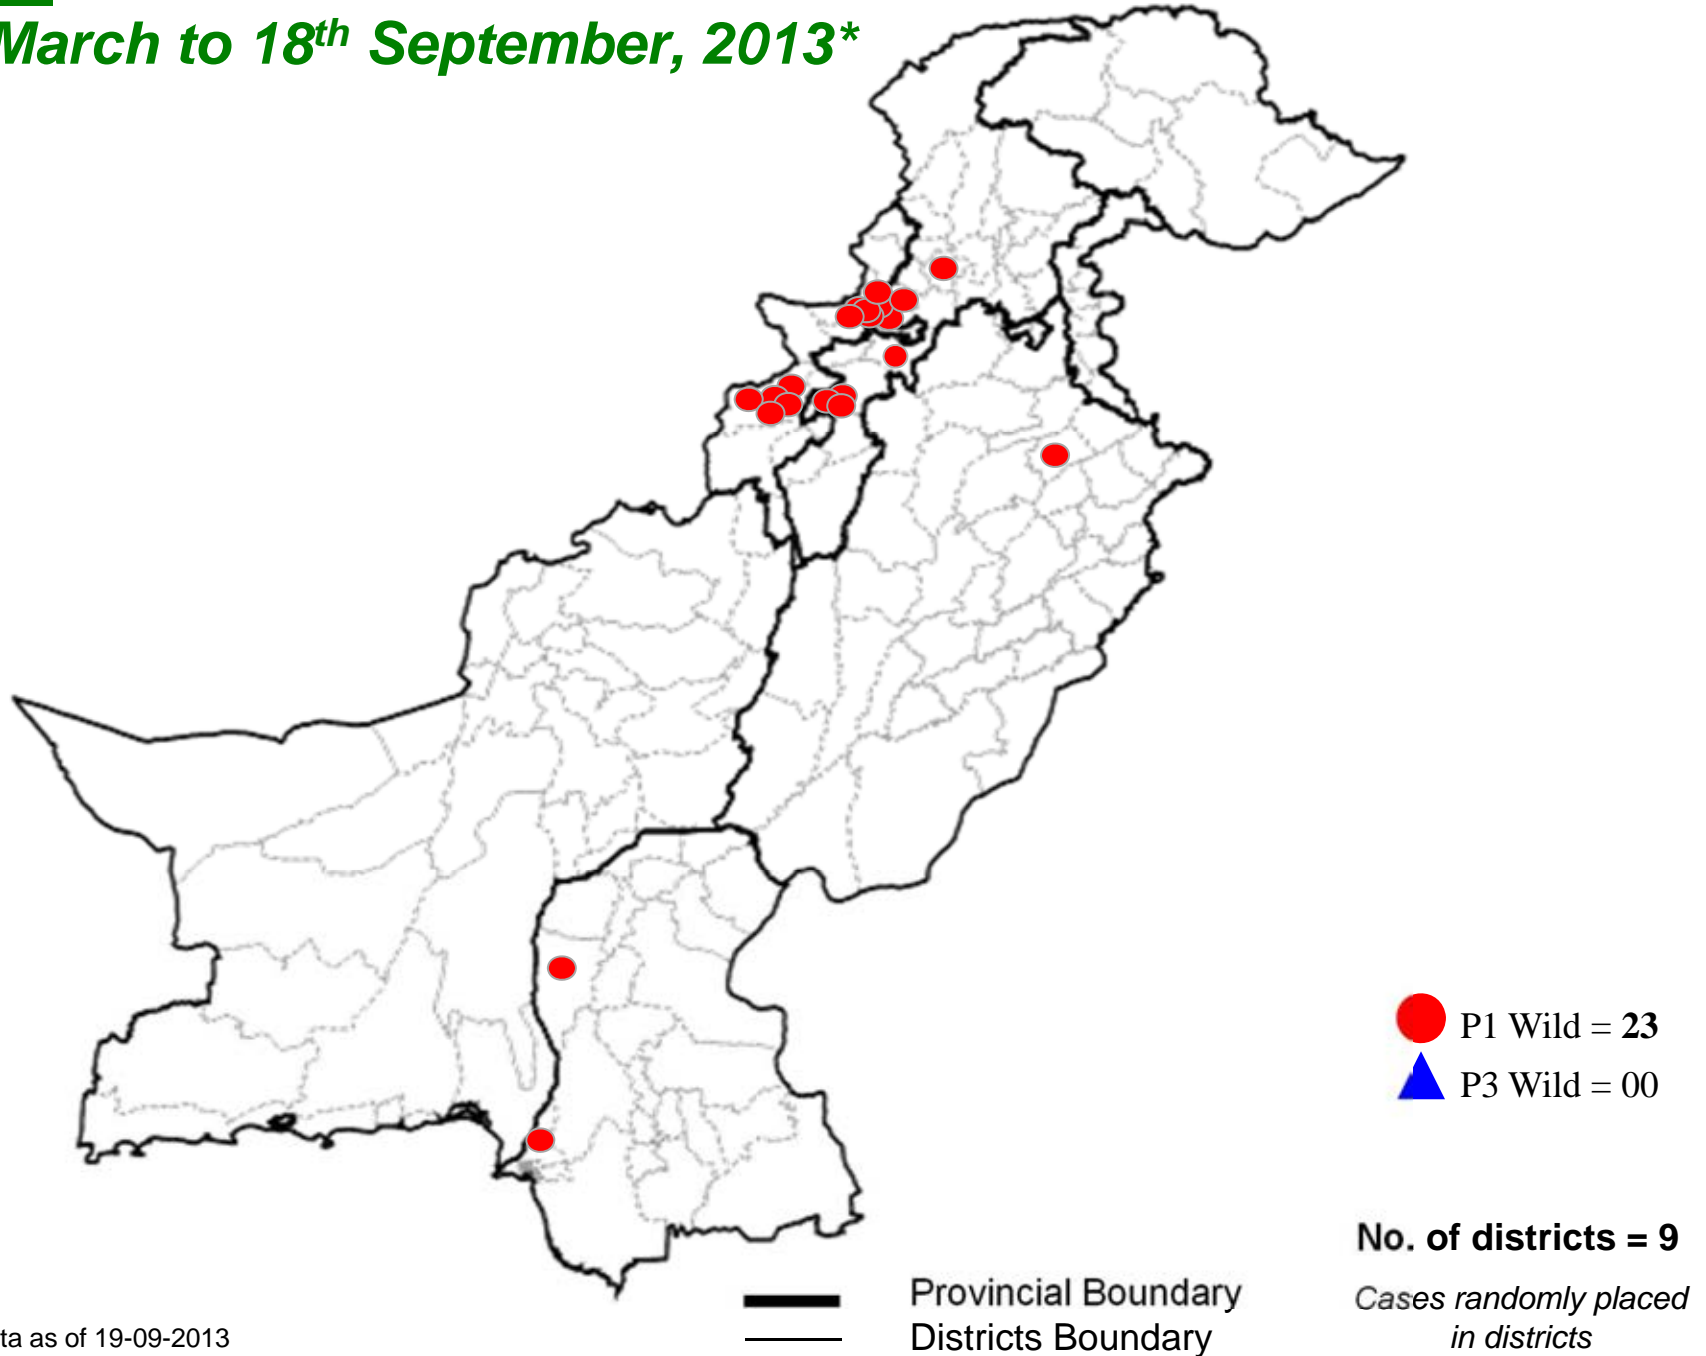 March to 18th September, 2013*
P1 Wild = 23
P3 Wild = 00
No. of districts = 9
Cases randomly placed
in districts
Provincial Boundary
Districts Boundary
ta as of 19-09-2013